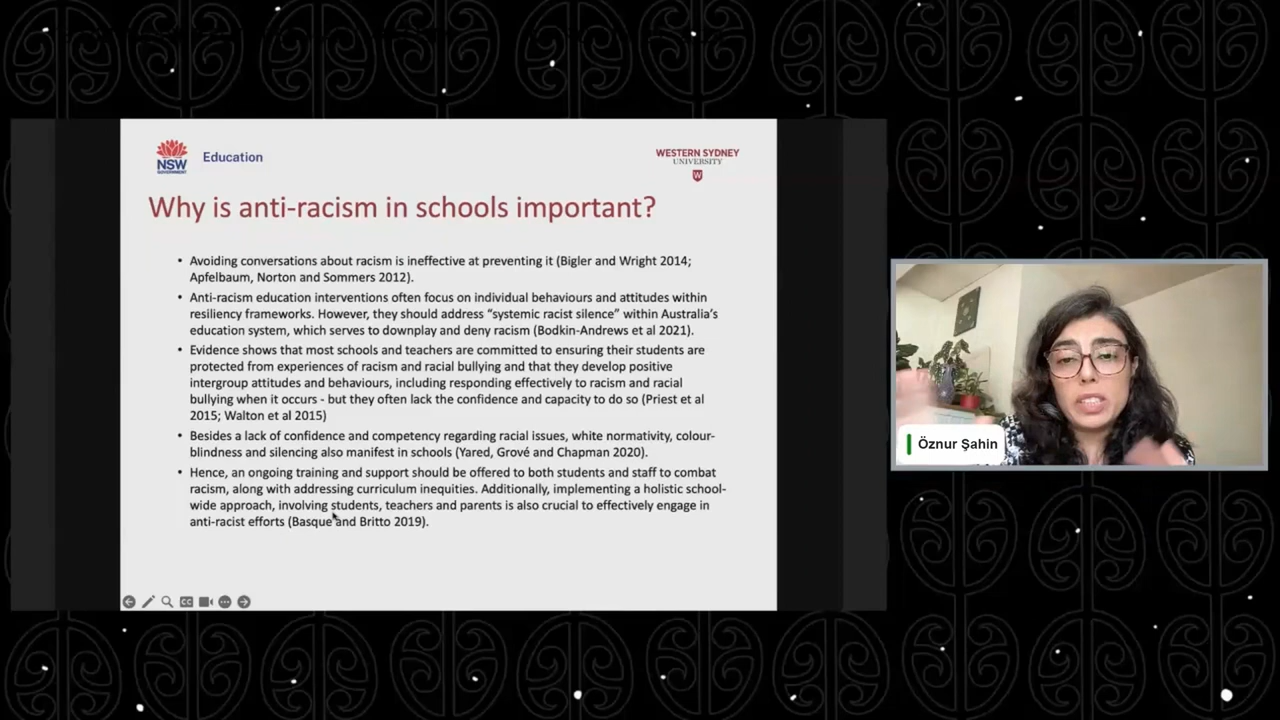 NSW
GOVERNMENT
Education
WESTERN SYDNEY
UNIVERSITY
W
Why is anti-racism in schools important?
• Avoiding conversations about racism is ineffective at preventing it (Bigler and Wright 2014;
Apfelbaum, Norton and Sommers 2012).
• Anti-racism education interventions often focus on individual behaviours and attitudes within
resiliency frameworks. However, they should address “systemic racist silence” within Australia’s
education system, which serves to downplay and deny racism (Bodkin-Andrews et al 2021).
• Evidence shows that most schools and teachers are committed to ensuring their students are
protected from experiences of racism and racial bullying and that they develop positive
intergroup attitudes and behaviours, including responding effectively to racism and racial
bullying when it occurs - but they often lack the confidence and capacity to do so (Priest et al
2015; Walton et al 2015)
• Besides a lack of confidence and competency regarding racial issues, white normativity, colour-
blindness and silencing also manifest in schools (Yared, Grové and Chapman 2020).
• Hence, an ongoing training and support should be offered to both students and staff to combat
racism, along with addressing curriculum inequities. Additionally, implementing a holistic school-
wide approach, involving students, teachers and parents is also crucial to effectively engage in
anti-racist efforts (Basque and Britto 2019).
CC
Öznur Şahin